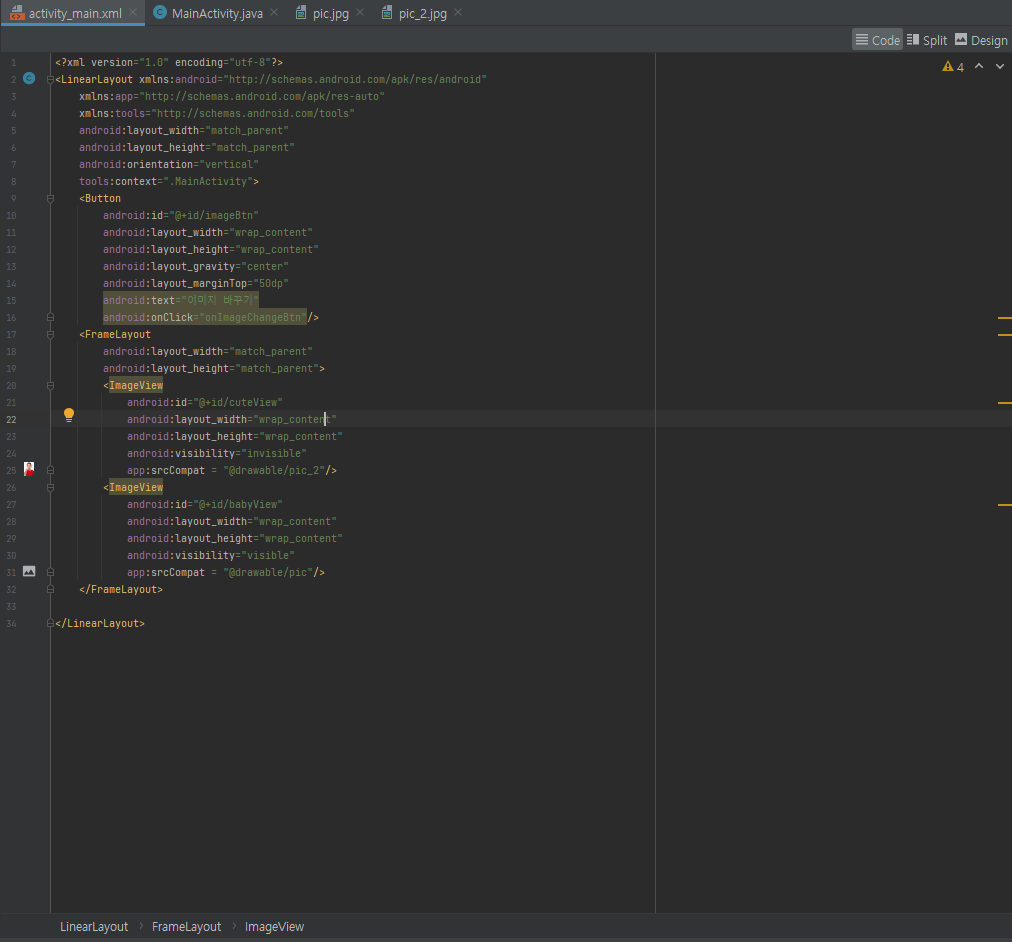 activity_main.xml MainActivity.java pic.jpg pic_2.jpg
Code Split Design
4
1 <?xml version="1.0" encoding="utf-8"?>
2 <LinearLayout xmlns:android="http://schemas.android.com/apk/res/android"
3 xmlns:app="http://schemas.android.com/apk/res-auto"
4 xmlns:tools="http://schemas.android.com/tools"
5 android:layout_width="match_parent"
6 android:layout_height="match_parent"
7 android:orientation="vertical"
8 tools:context=".MainActivity">
9 <Button
10 android:id="@+id/imageBtn"
11 android:layout_width="wrap_content"
12 android:layout_height="wrap_content"
13 android:layout_gravity="center"
14 android:layout_marginTop="50dp"
15 android:text="이미지 바꾸기"
16 android:onClick="onImageChangeBtn"/>
17 <FrameLayout
18 android:layout_width="match_parent"
19 android:layout_height="match_parent">
20 <ImageView
21 android:id="@+id/cuteView"
22 android:layout_width="wrap_content"
23 android:layout_height="wrap_content"
24 android:visibility="invisible"
25 app:srcCompat = "@drawable/pic_2"/>
26 <ImageView
27 android:id="@+id/babyView"
28 android:layout_width="wrap_content"
29 android:layout_height="wrap_content"
30 android:visibility="visible"
31 app:srcCompat = "@drawable/pic"/>
32 </FrameLayout>
33
34 </LinearLayout>
LinearLayout › FrameLayout › ImageView